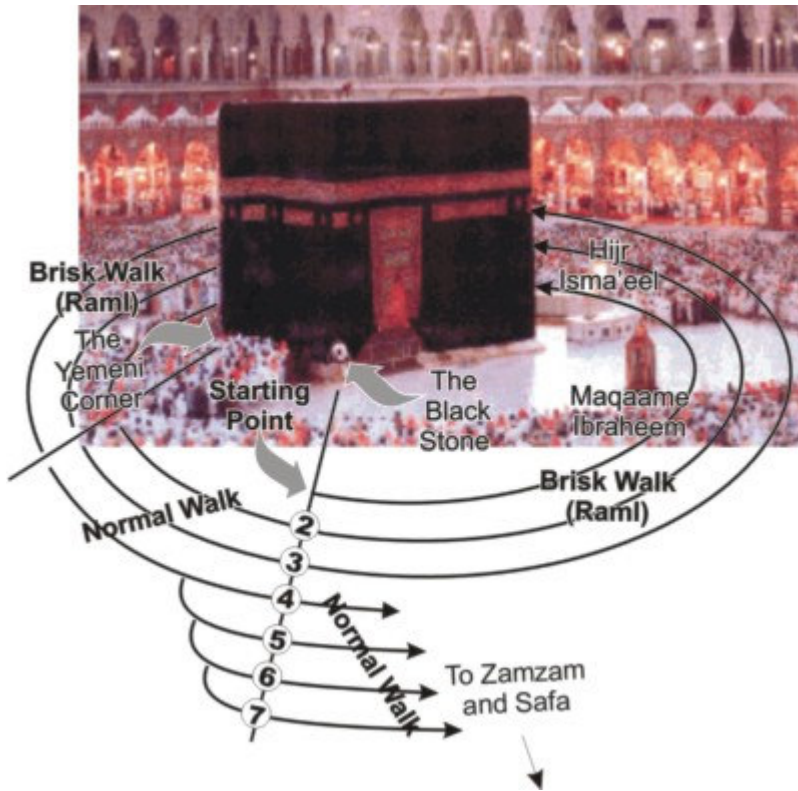 Brisk Walk
(Raml)
Hijr
Isma'eel
The
Yemeni
Corner
Starting
Point
The
Black
Stone
Maqaame
Ibraheem
Brisk Walk
(Raml)
Normal Walk
2
3
4
5
6
7
Normal Walk
To Zamzam
and Safa